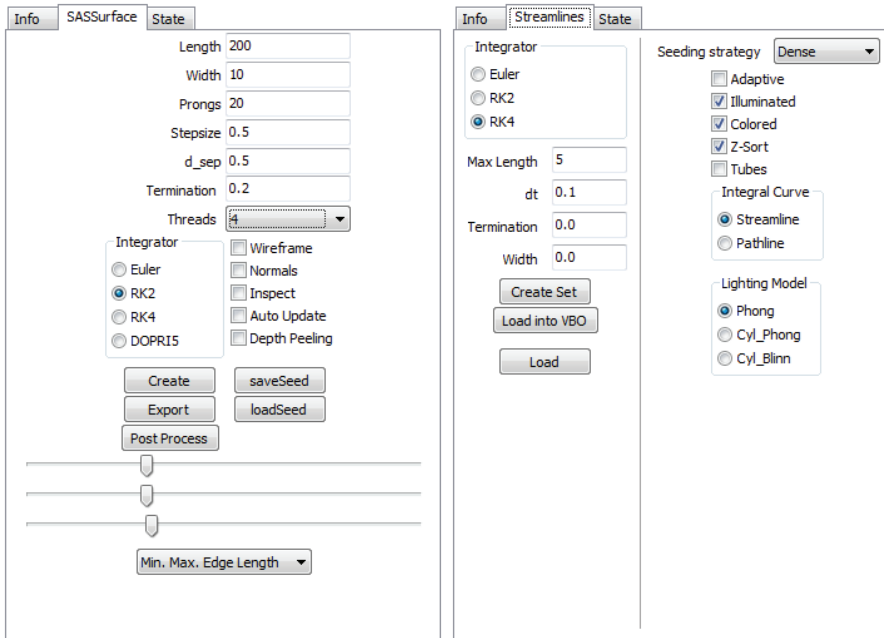 Info SASSurface State
Length 200
Width 10
Prongs 20
Stepsize 0.5
d_sep 0.5
Termination 0.2
Threads 4
Integrator
Euler
RK2
RK4
DOPRI5
Wireframe
Normals
Inspect
Auto Update
Depth Peeling
Create saveSeed
Export loadSeed
Post Process
Min. Max. Edge Length
Info Streamlines State
Integrator
Euler
RK2
RK4
Max Length 5
dt 0.1
Termination 0.0
Width 0.0
Create Set
Load into VBO
Load
Seeding strategy Dense
Adaptive
Illuminated
Colored
Z-Sort
Tubes
Integral Curve
Streamline
Pathline
Lighting Model
Phong
Cyl_Phong
Cyl_Blinn